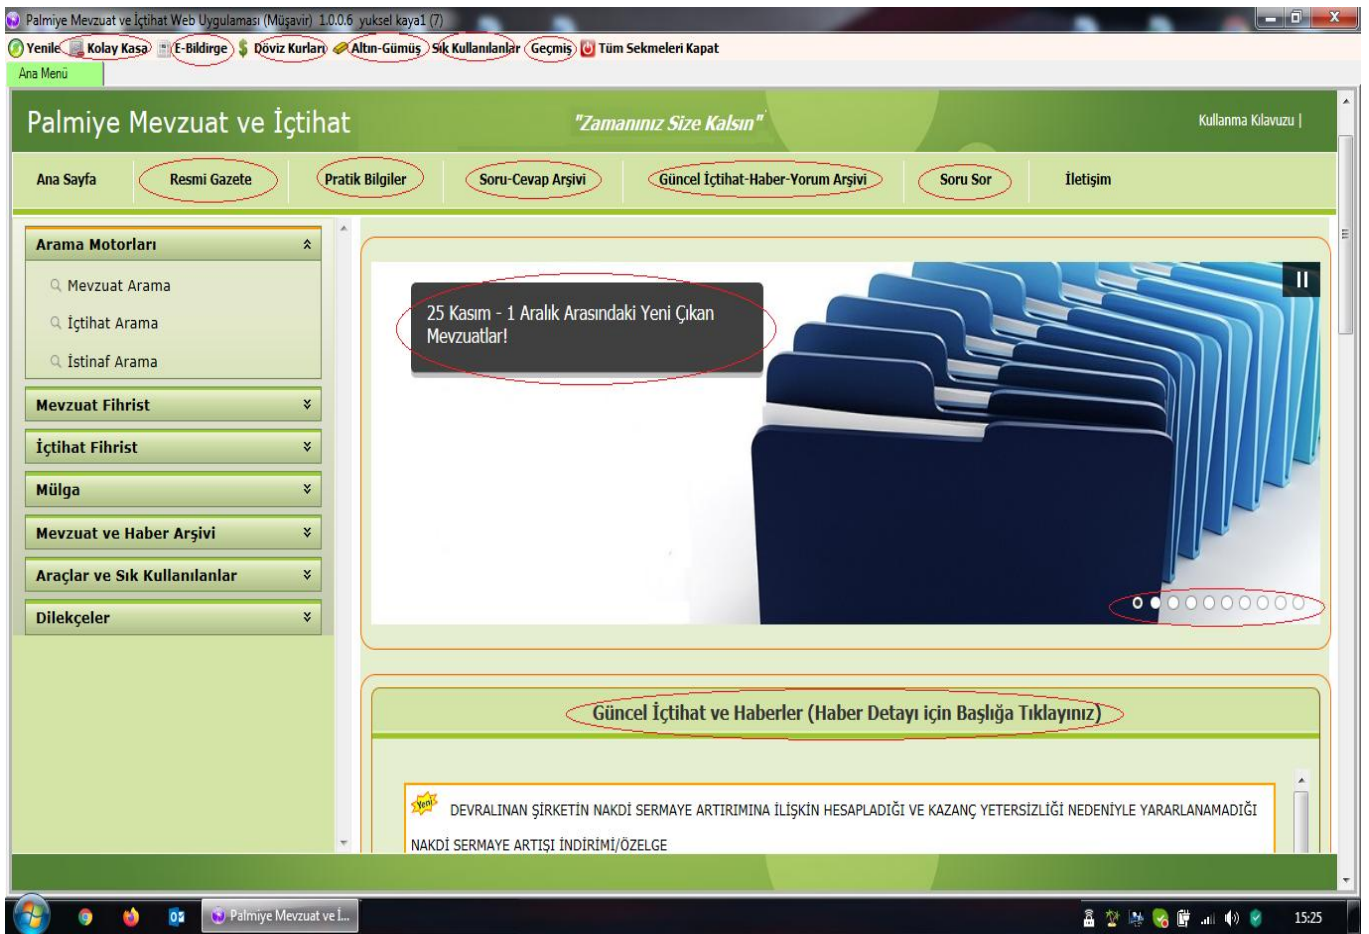 Palmiye Mevzuat ve İçtihat Web Uygulaması (Müşavir) 1.0.0.6 yuksel kaya1 (7)
Yenile Kolay Kasa E-Bildirge Döviz Kurları Altın-Gümüş Sık Kullanılanlar Geçmiş Tüm Sekmeleri Kapat
Ana Menü
Palmiye Mevzuat ve İçtihat "Zamanınız Size Kalsın" Kullanma Kılavuzu |
Ana Sayfa Resmi Gazete Pratik Bilgiler Soru-Cevap Arşivi Güncel İçtihat-Haber-Yorum Arşivi Soru Sor İletişim
Arama Motorları
Mevzuat Arama
İçtihat Arama
İstinaf Arama
Mevzuat Fihrist
İçtihat Fihrist
Mülga
Mevzuat ve Haber Arşivi
Araçlar ve Sık Kullanılanlar
Dilekçeler
25 Kasım - 1 Aralık Arasındaki Yeni Çıkan
Mevzuatlar!
Güncel İçtihat ve Haberler (Haber Detayı için Başlığa Tıklayınız)
Yeni DEVRALINAN ŞİRKETİN NAKDİ SERMAYE ARTIRIMINA İLİŞKİN HESAPLADIĞI VE KAZANÇ YETERSİZLİĞİ NEDENİYLE YARARLANAMADIĞI
NAKDİ SERMAYE ARTIŞI İNDİRİMİ/ÖZELGE
Palmiye Mevzuat ve İ... 15:25